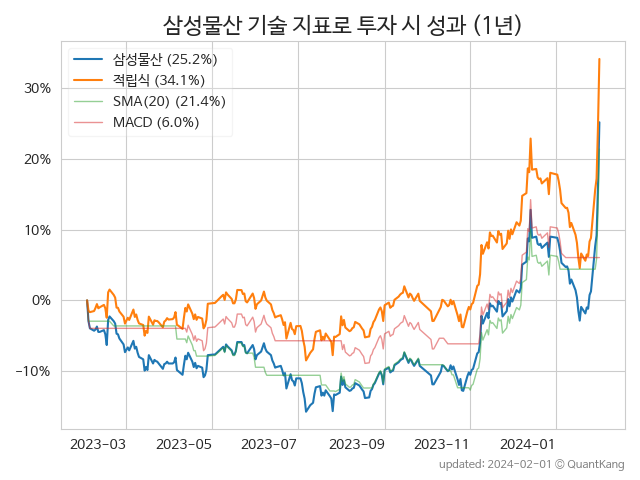 삼성물산 기술 지표로 투자 시 성과 (1년)
삼성물산 (25.2%)
적립식 (34.1%)
SMA(20) (21.4%)
MACD (6.0%)
30%
20%
10%
0%
−10%
2023-03 2023-05 2023-07 2023-09 2023-11 2024-01
updated: 2024-02-01 © QuantKang